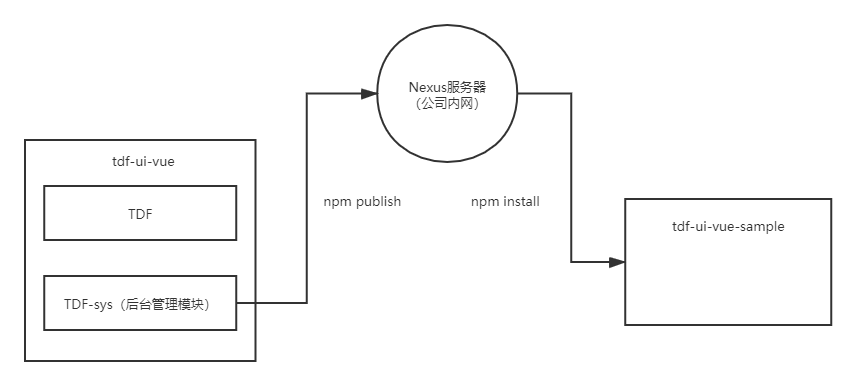 Nexus服务器
（公司内网）
tdf-ui-vue
TDF
TDF-sys（后台管理模块）
npm publish
npm install
tdf-ui-vue-sample